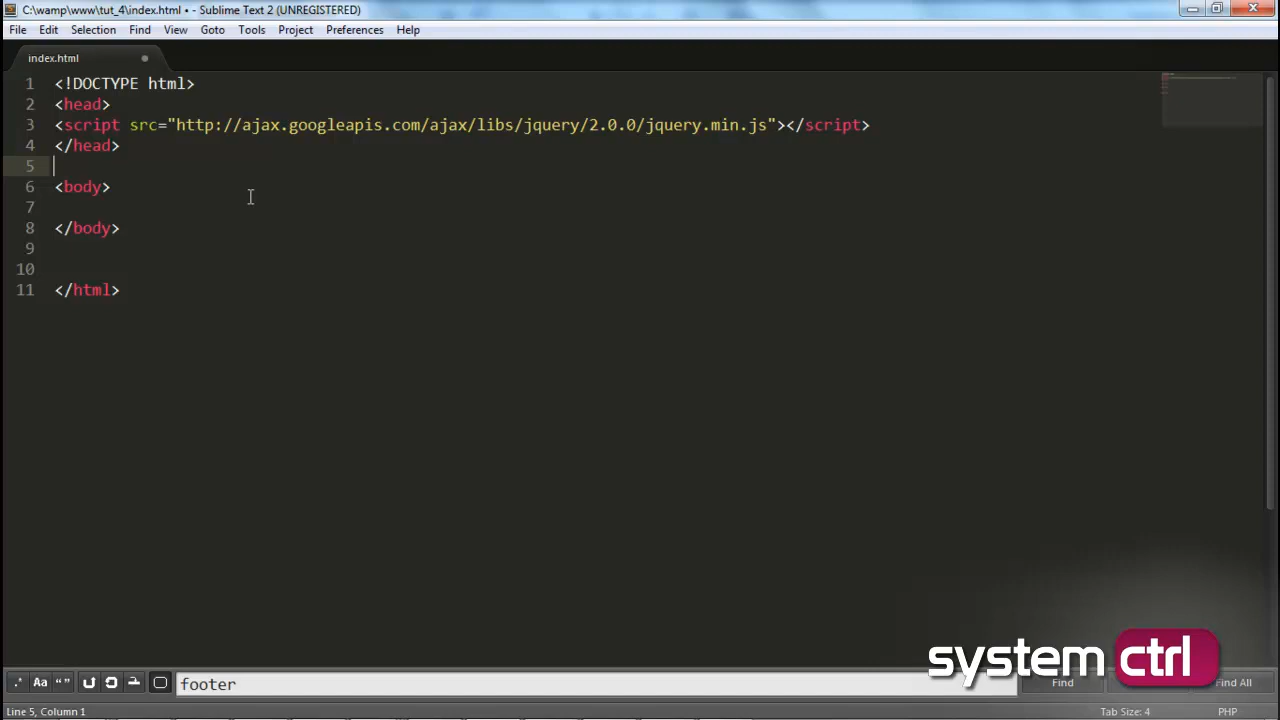 C:\wamp\www\tut_4\index.html • - Sublime Text 2 (UNREGISTERED)
File Edit Selection Find View Goto Tools Project Preferences Help
index.html
1 <!DOCTYPE html>
2 <head>
3 <script src="http://ajax.googleapis.com/ajax/libs/jquery/2.0.0/jquery.min.js"></script>
4 </head>
5
6 <body>
7
8 </body>
9
10
11 </html>
system ctrl
.* Aa “” footer Find Find All
Line 5, Column 1 Tab Size: 4 PHP